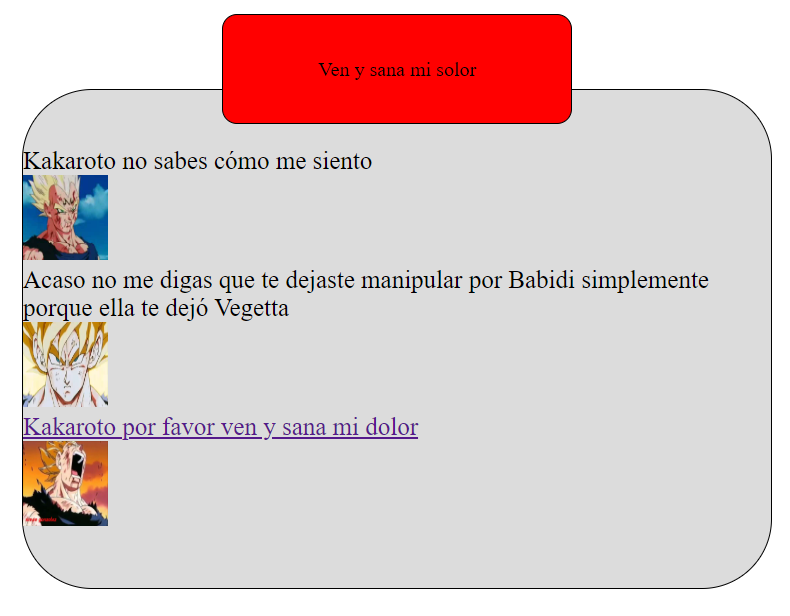 Ven y sana mi solor
Kakaroto no sabes cómo me siento
Acaso no me digas que te dejaste manipular por Babidi simplemente
porque ella te dejó Vegetta
Kakaroto por favor ven y sana mi dolor